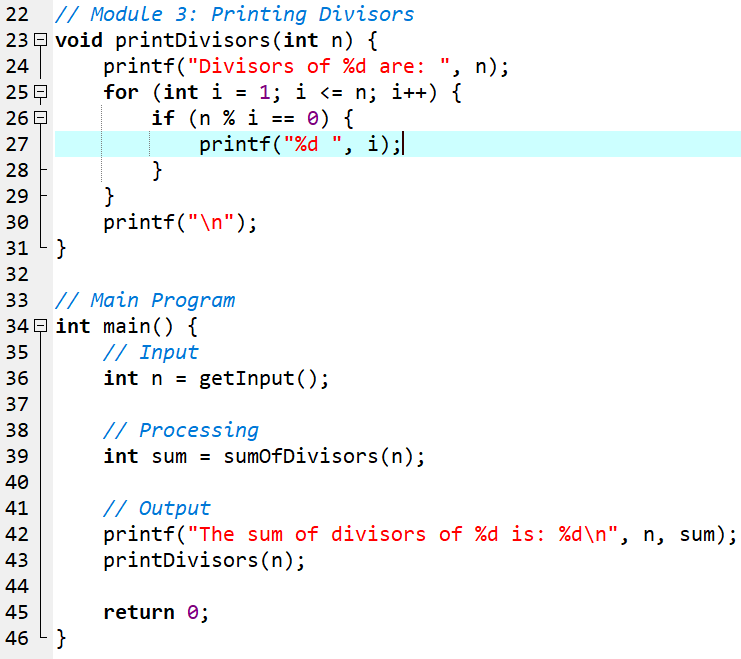 22 // Module 3: Printing Divisors
23 void printDivisors(int n) {
24     printf("Divisors of %d are: ", n);
25     for (int i = 1; i <= n; i++) {
26         if (n % i == 0) {
27             printf("%d ", i);
28         }
29     }
30     printf("\n");
31 }
32
33 // Main Program
34 int main() {
35     // Input
36     int n = getInput();
37
38     // Processing
39     int sum = sumOfDivisors(n);
40
41     // Output
42     printf("The sum of divisors of %d is: %d\n", n, sum);
43     printDivisors(n);
44
45     return 0;
46 }